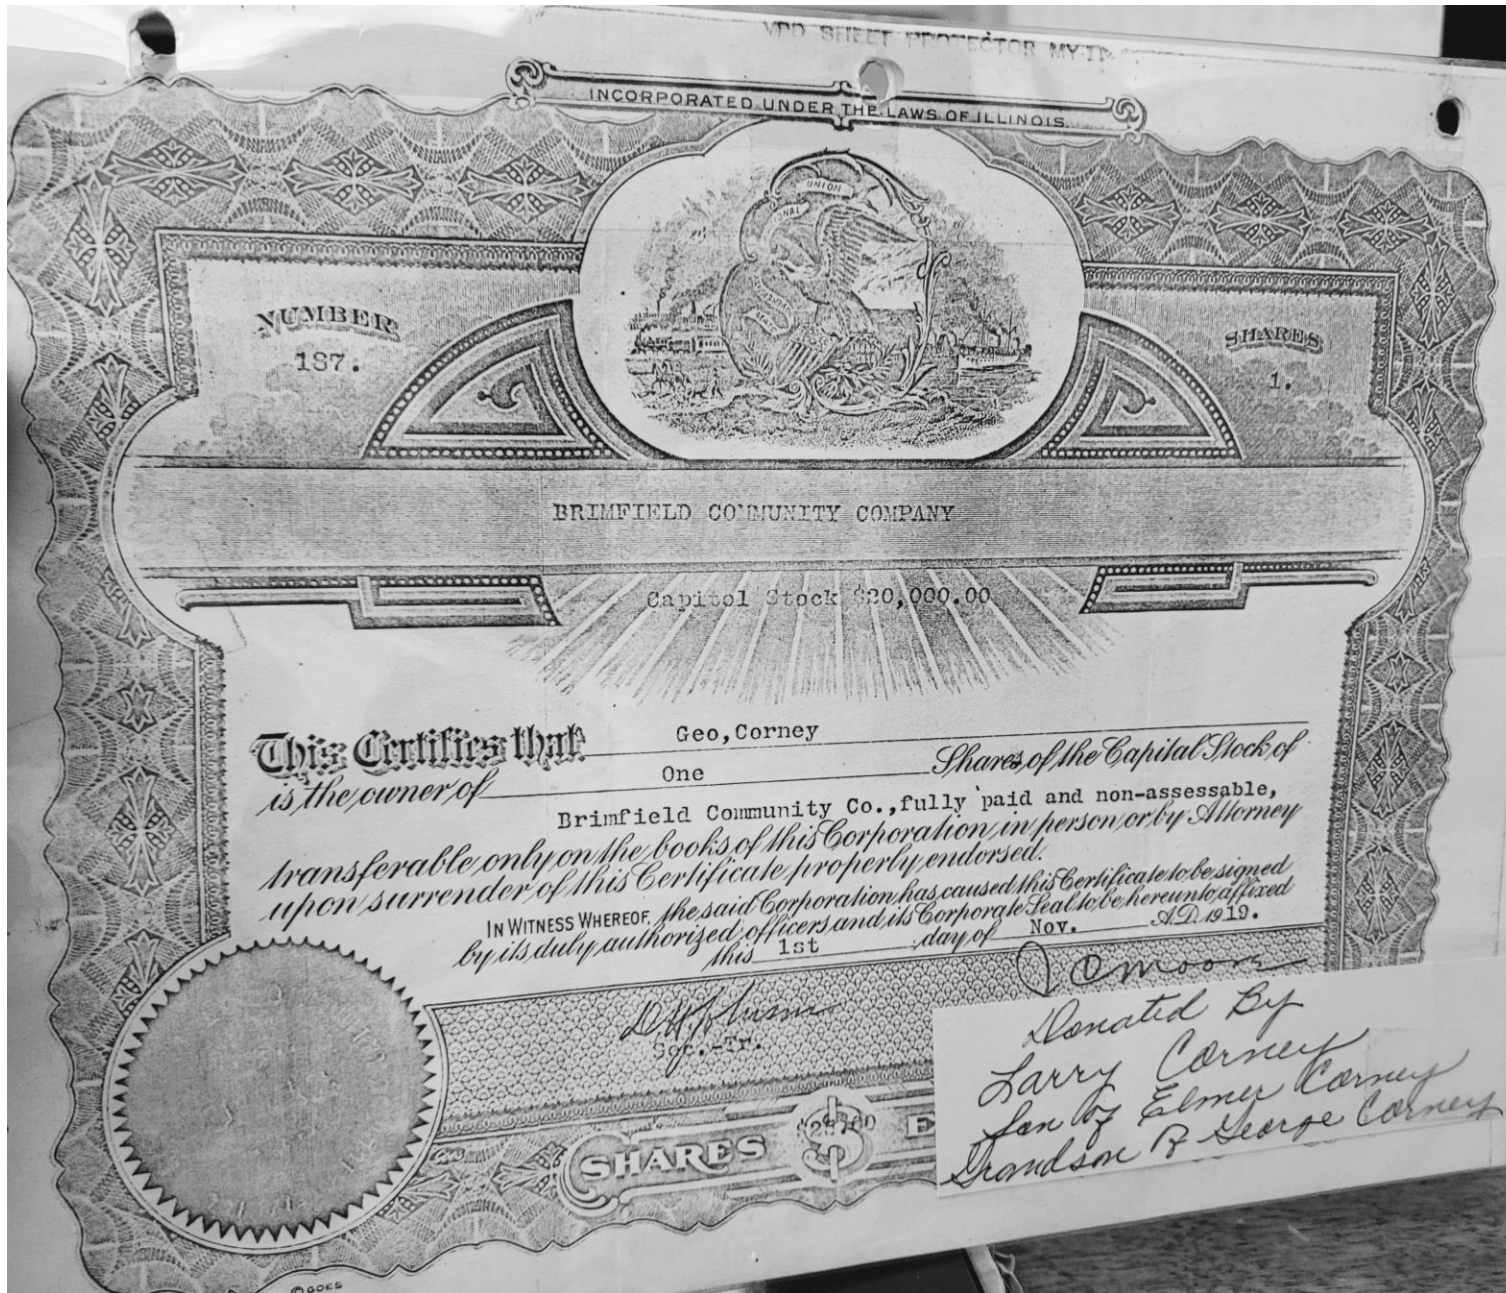 SHEET PROTECTOR
INCORPORATED UNDER THE LAWS OF ILLINOIS.
UNION
NUMBER
187.
SHARES
1.
BRIMFIELD COMMUNITY COMPANY
Capitol Stock $20,000.00
This Certifies that Geo, Corney
is the owner of One Shares of the Capital Stock of
Brimfield Community Co., fully paid and non-assessable,
transferable only on the books of this Corporation in person or by Attorney
upon surrender of this Certificate properly endorsed.
IN WITNESS WHEREOF, the said Corporation has caused this Certificate to be signed
by its duly authorized officers and its Corporate Seal to be hereunto affixed
this 1st day of Nov. A.D. 1919.
J O Moore
Sec.-Tr.
Donated By
Larry Corney
Son of Elmer Corney
Grandson of George Corney
SHARES $
© GOES